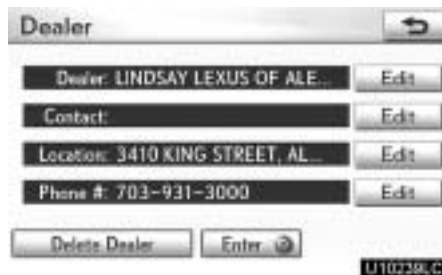 Dealer
Dealer: LINDSAY LEXUS OF ALE... Edit
Contact: Edit
Location: 3410 KING STREET, AL... Edit
Phone #: 703-931-3000 Edit
Delete Dealer Enter
U10239LC